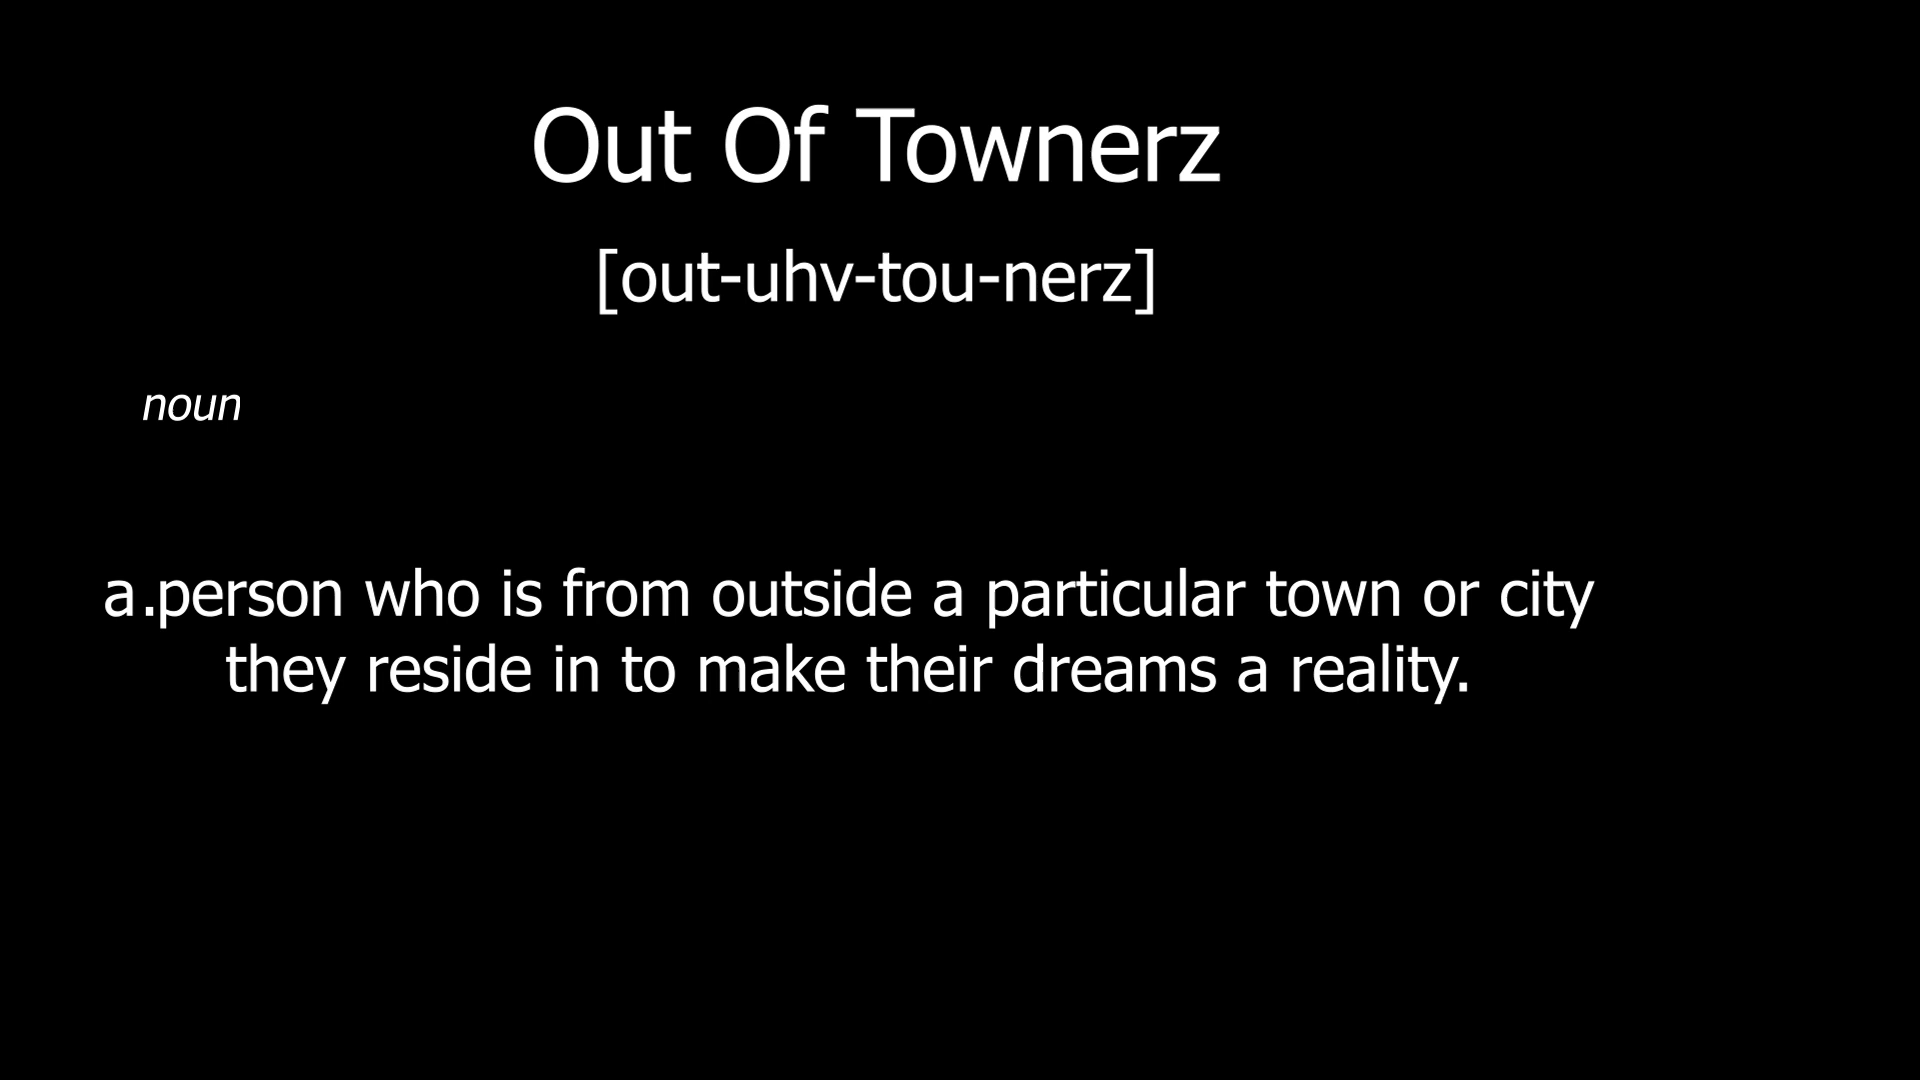 Out Of Townerz
[out-uhv-tou-nerz]
noun
a.person who is from outside a particular town or city
they reside in to make their dreams a reality.